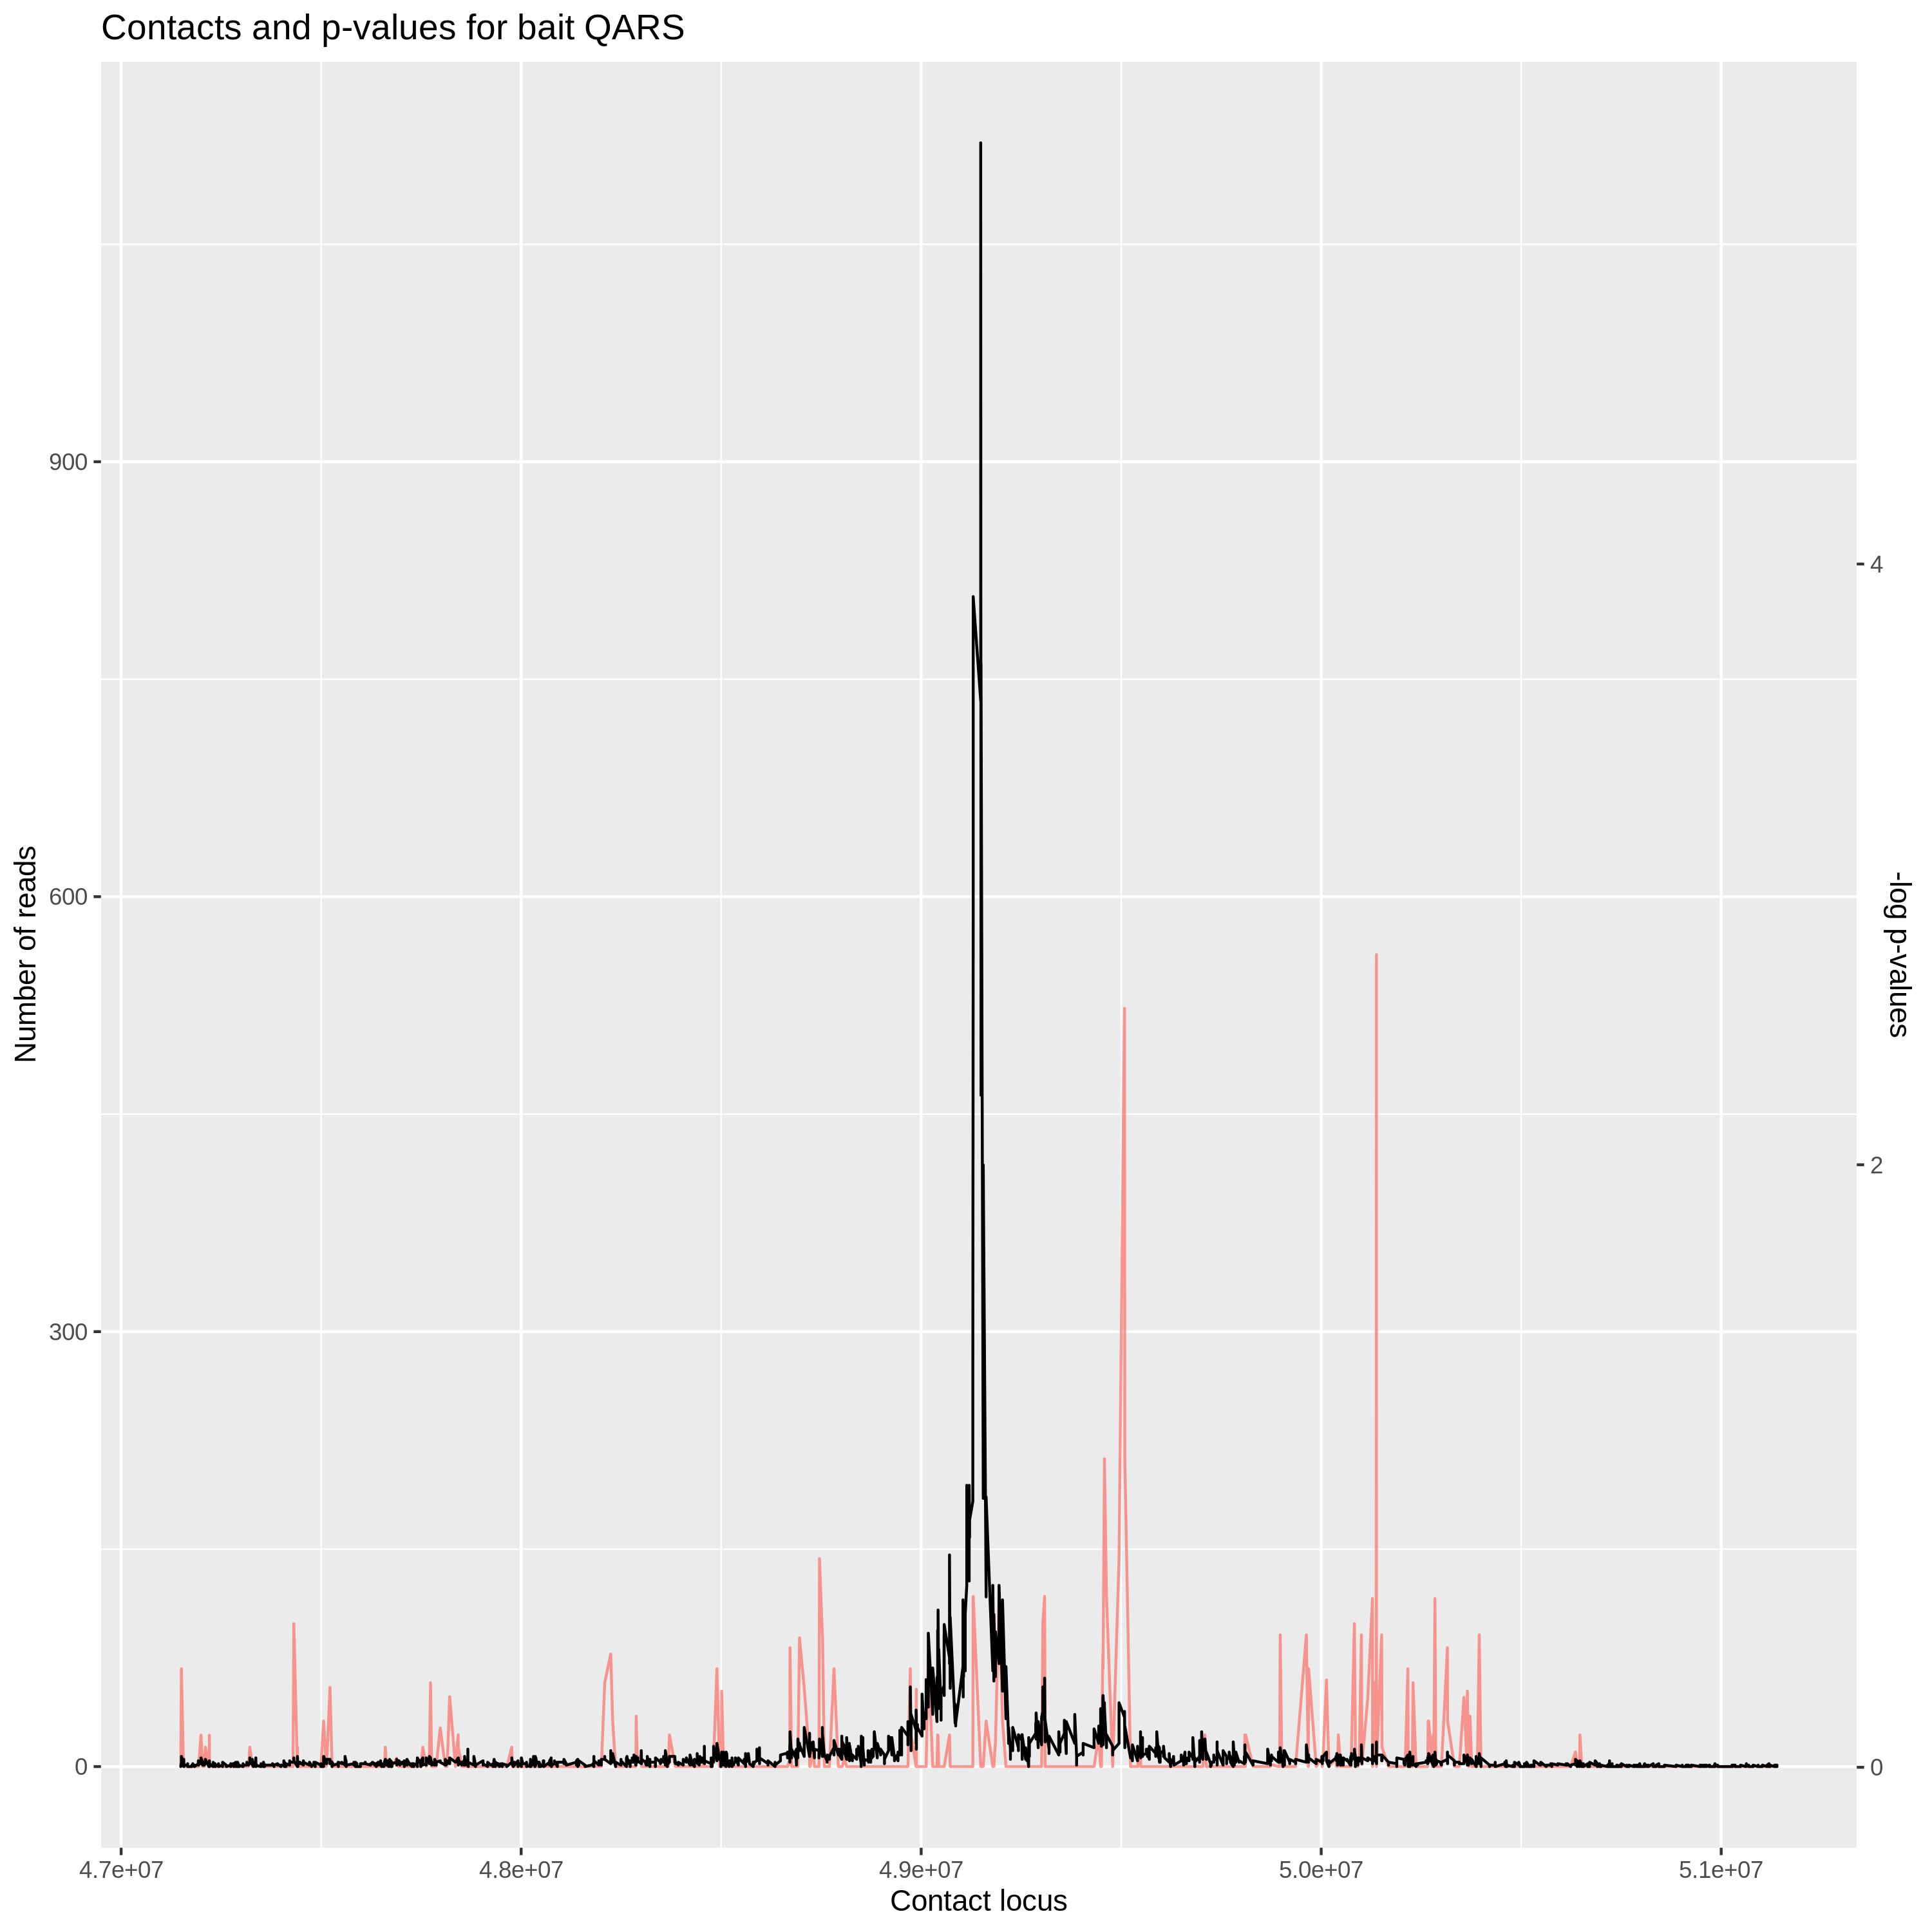 Contacts and p-values for bait QARS
Number of reads
900
600
300
0
4
2
0
-log p-values
4.7e+07
4.8e+07
4.9e+07
5.0e+07
5.1e+07
Contact locus